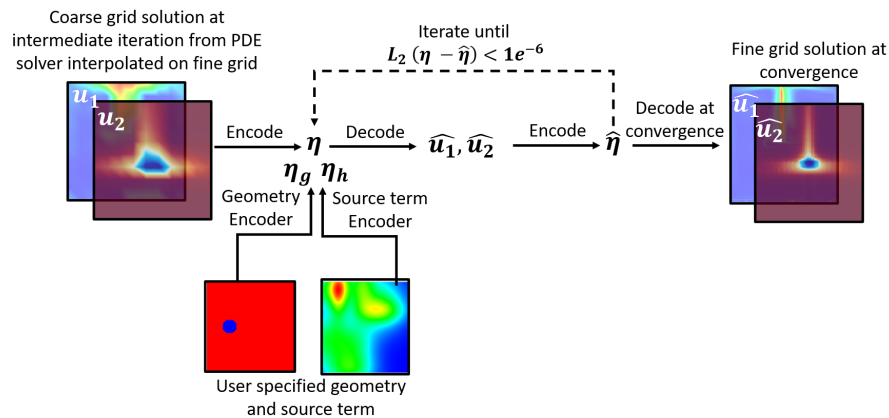 Coarse grid solution at
intermediate iteration from PDE
solver interpolated on fine grid
u₁
u₂
Encode
η
η_g η_h
Geometry
Encoder
Source term
Encoder
User specified geometry
and source term
Decode
Iterate until
L₂ (η − η̂) < 1e⁻⁶
û₁, û₂
Encode
η̂
Decode at
convergence
Fine grid solution at
convergence
û₁
û₂